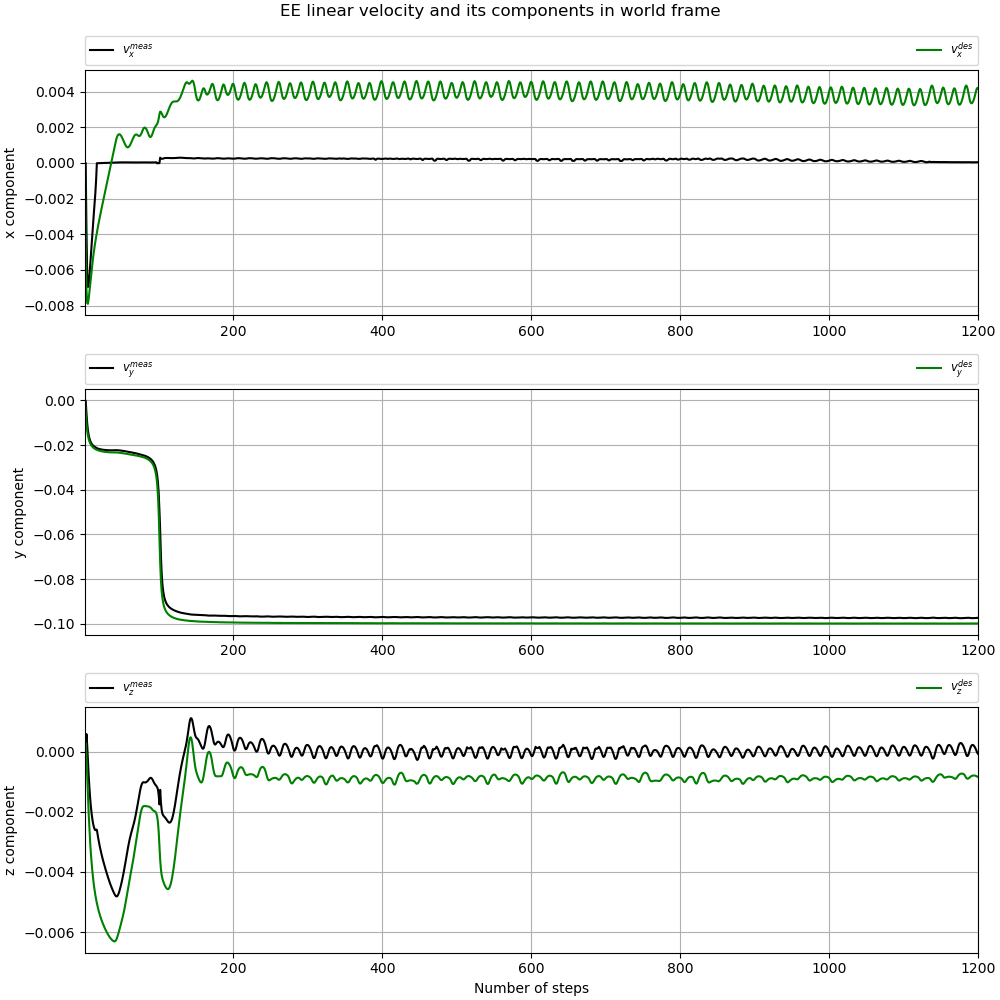 EE linear velocity and its components in world frame
v_x^{meas} v_x^{des}
0.004
0.002
0.000
−0.002
−0.004
−0.006
−0.008
x component
200 400 600 800 1000 1200
v_y^{meas} v_y^{des}
0.00
−0.02
−0.04
−0.06
−0.08
−0.10
y component
200 400 600 800 1000 1200
v_z^{meas} v_z^{des}
0.000
−0.002
−0.004
−0.006
z component
200 400 600 800 1000 1200
Number of steps